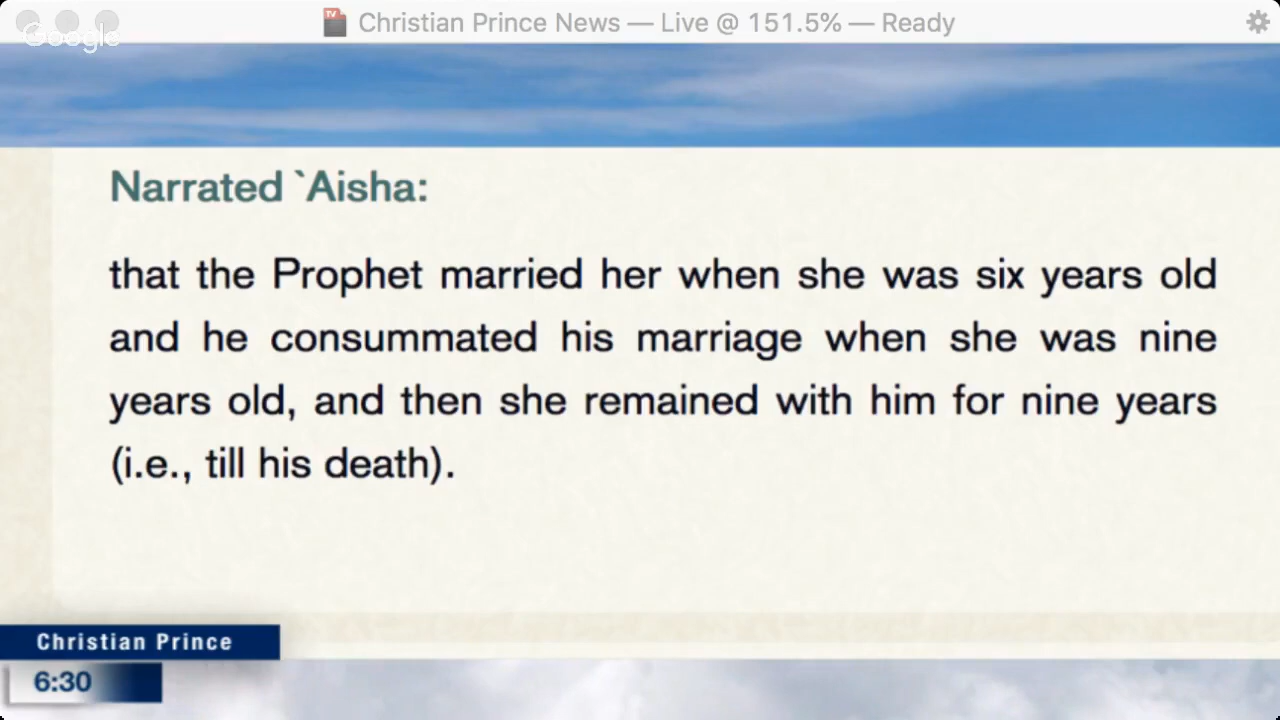 Christian Prince News — Live @ 151.5% — Ready
Google
Narrated `Aisha:
that the Prophet married her when she was six years old
and he consummated his marriage when she was nine
years old, and then she remained with him for nine years
(i.e., till his death).
Christian Prince
6:30